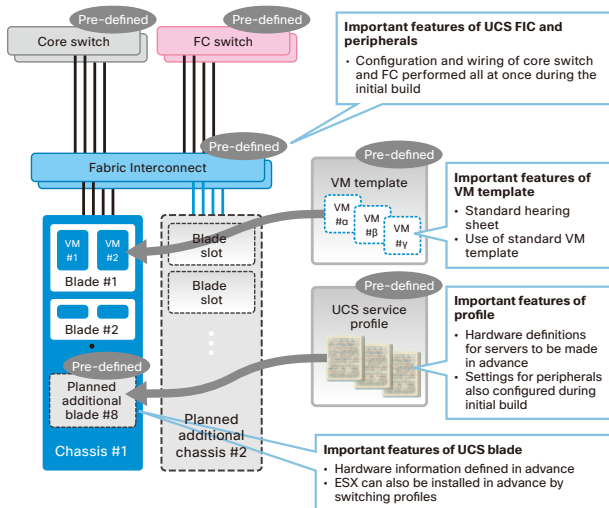 Pre-defined
Core switch
Pre-defined
FC switch
Important features of UCS FIC and
peripherals
• Configuration and wiring of core switch
and FC performed all at once during the
initial build
Pre-defined
Fabric Interconnect
Pre-defined
VM template
VM
#α
VM
#β
VM
#γ
Important features of
VM template
• Standard hearing
sheet
• Use of standard VM
template
VM
#1
VM
#2
Blade #1
Blade #2
Blade
slot
Blade
slot
Pre-defined
UCS service
profile
Important features of
profile
• Hardware definitions
for servers to be made
in advance
• Settings for peripherals
also configured during
initial build
Pre-defined
Planned
additional
blade #8
Chassis #1
Planned
additional
chassis #2
Important features of UCS blade
• Hardware information defined in advance
• ESX can also be installed in advance by
switching profiles